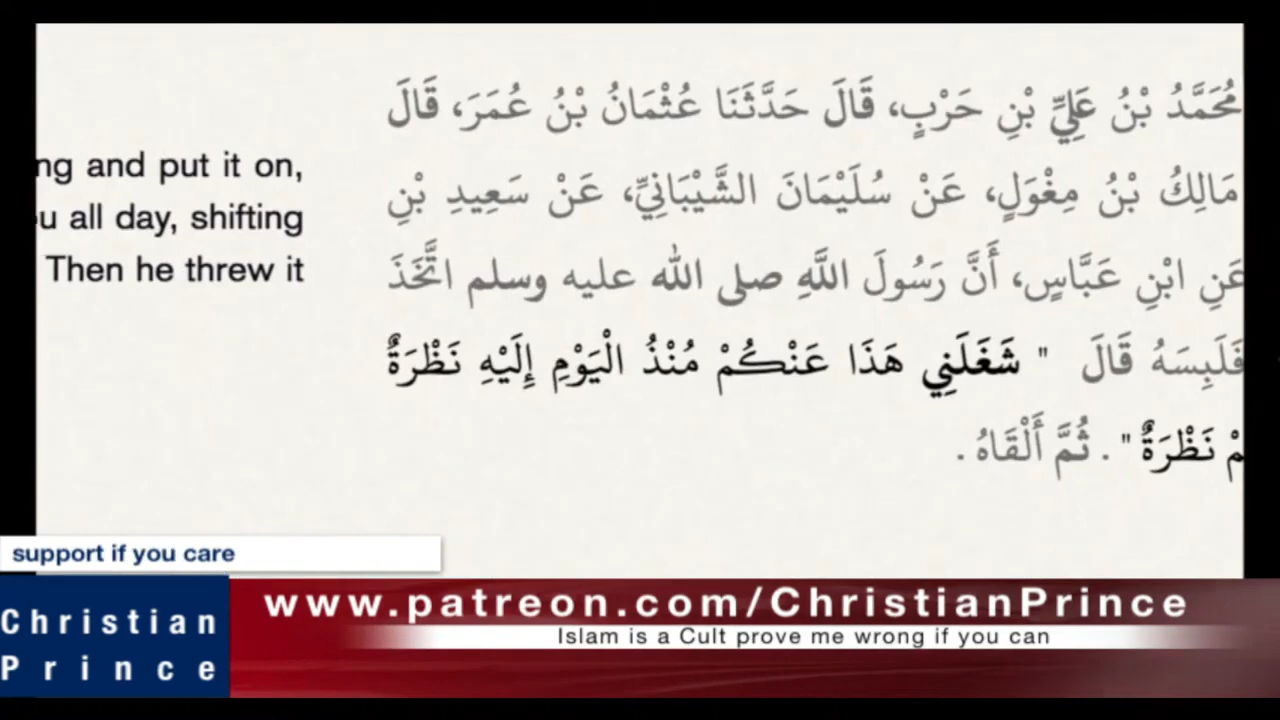 مُحَمَّدُ بْنُ عَلِيِّ بْنِ حَرْبٍ، قَالَ حَدَّثَنَا عُثْمَانُ بْنُ عُمَرَ، قَالَ
مَالِكُ بْنُ مِغْوَلٍ، عَنْ سُلَيْمَانَ الشَّيْبَانِيِّ، عَنْ سَعِيدِ بْنِ
عَنِ ابْنِ عَبَّاسٍ، أَنَّ رَسُولَ اللَّهِ صلى الله عليه وسلم اتَّخَذَ
فَلَبِسَهُ قَالَ " شَغَلَنِي هَذَا عَنْكُمْ مُنْذُ الْيَوْمِ إِلَيْهِ نَظْرَةٌ
نَظْرَةٌ " . ثُمَّ أَلْقَاهُ .
ng and put it on,
u all day, shifting
Then he threw it
support if you care
Christian
Prince
www.patreon.com/ChristianPrince
Islam is a Cult prove me wrong if you can